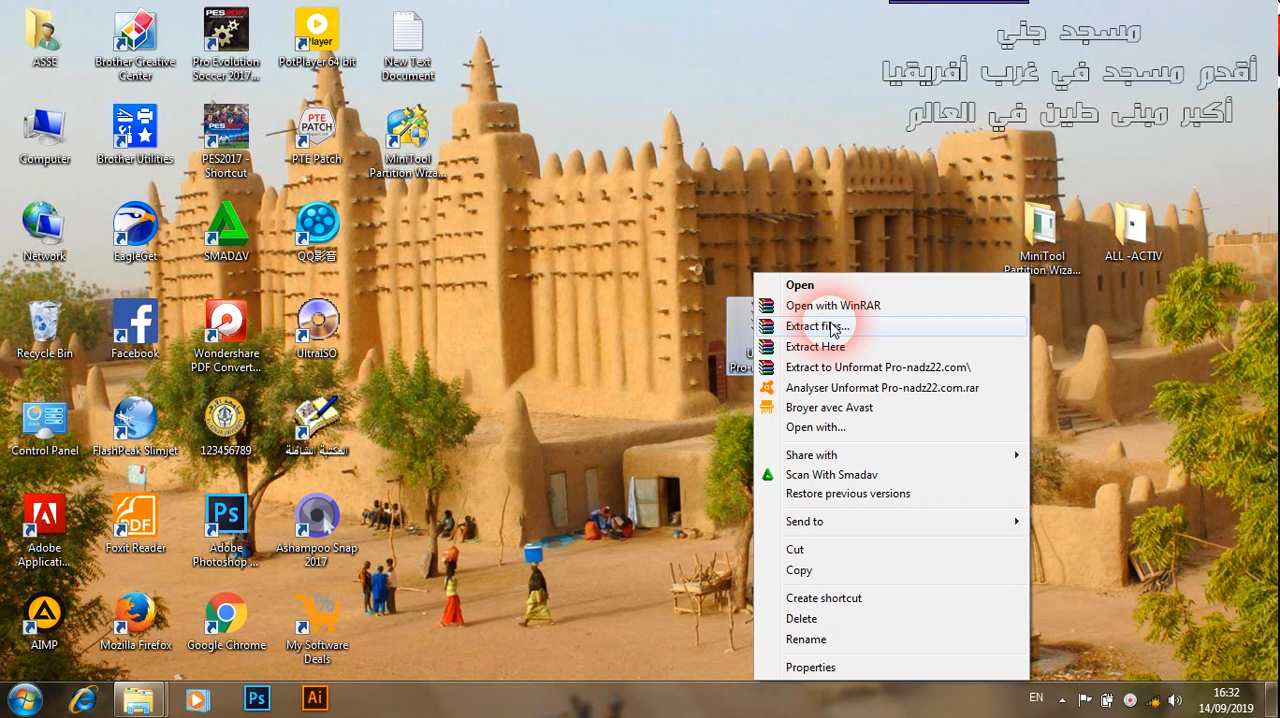 مسجد جني
أقدم مسجد في غرب أفريقيا
أكبر مبنى طين في العالم
ASSE
Brother Creative
Center
Pro Evolution
Soccer 2017...
PotPlayer 64 bit
New Text
Document
Player
Computer
Brother Utilities
PES2017 -
Shortcut
PTE
PATCH
PTE Patch
MiniTool
Partition Wiza...
Network
EagleGet
SMADΔV
QQ影音
MiniTool
Partition Wiza...
ALL -ACTIV
Recycle Bin
Facebook
Wondershare
PDF Convert...
UltraISO
Control Panel
FlashPeak Slimjet
123456789
المكتبة الشاملة
Adobe
Applicati...
Foxit Reader
Adobe
Photoshop ...
Ashampoo Snap
2017
AIMP
Mozilla Firefox
Google Chrome
My Software
Deals
Open
Open with WinRAR
Extract files...
Extract Here
Extract to Unformat Pro-nadz22.com\
Analyser Unformat Pro-nadz22.com.rar
Broyer avec Avast
Open with...
Share with
Scan With Smadav
Restore previous versions
Send to
Cut
Copy
Create shortcut
Delete
Rename
Properties
Ps
Ai
EN
16:32
14/09/2019